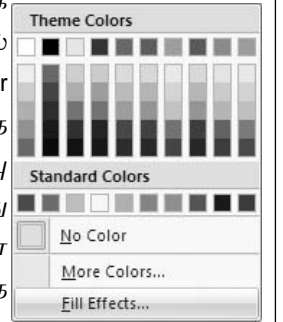 Theme Colors
r
Standard Colors
No Color
More Colors...
Fill Effects...